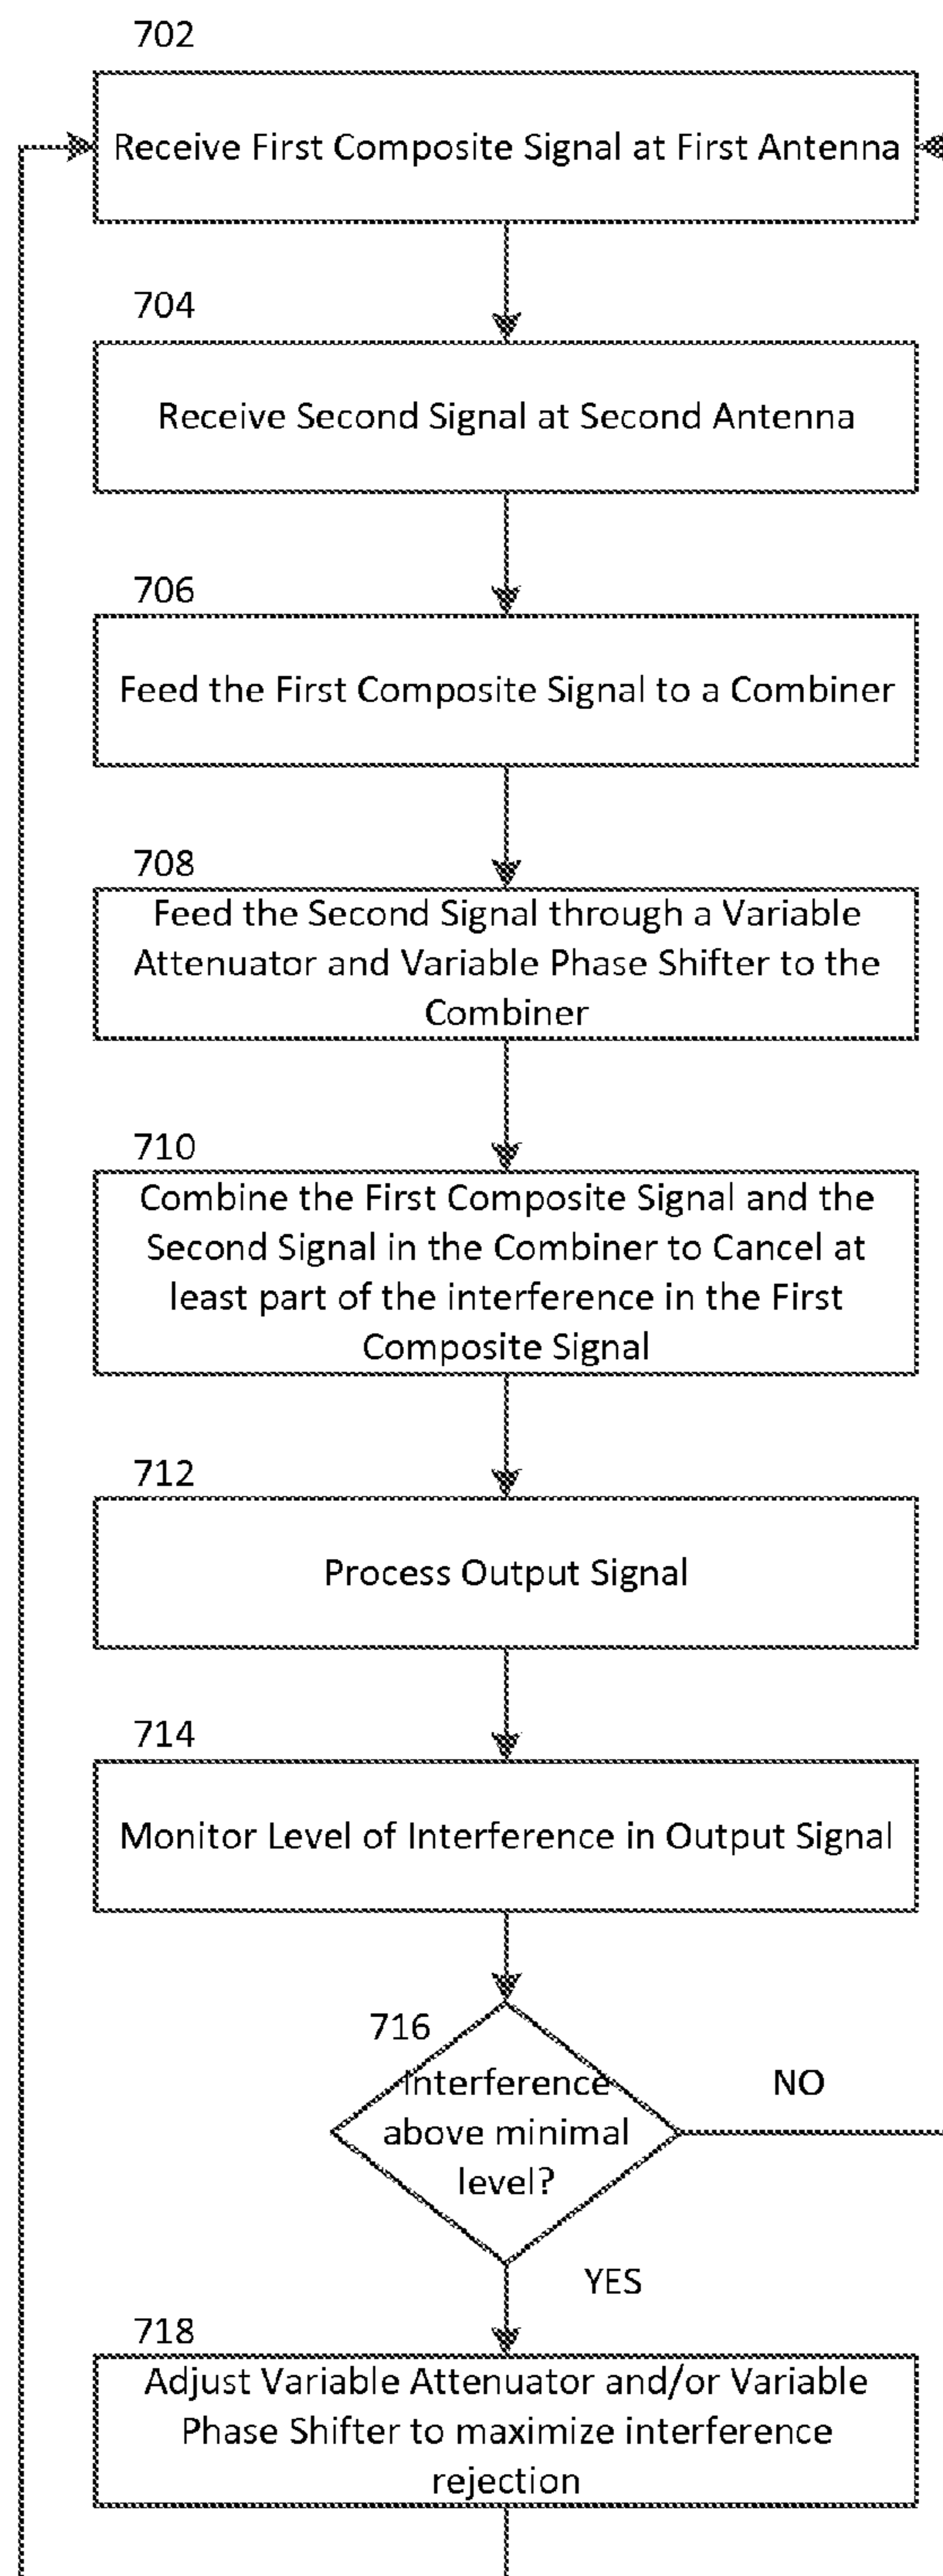 702
Receive First Composite Signal at First Antenna
704
Receive Second Signal at Second Antenna
706
Feed the First Composite Signal to a Combiner
708
Feed the Second Signal through a Variable
Attenuator and Variable Phase Shifter to the
Combiner
710
Combine the First Composite Signal and the
Second Signal in the Combiner to Cancel at
least part of the interference in the First
Composite Signal
712
Process Output Signal
714
Monitor Level of Interference in Output Signal
716
Interference
above minimal
level?
NO
YES
718
Adjust Variable Attenuator and/or Variable
Phase Shifter to maximize interference
rejection